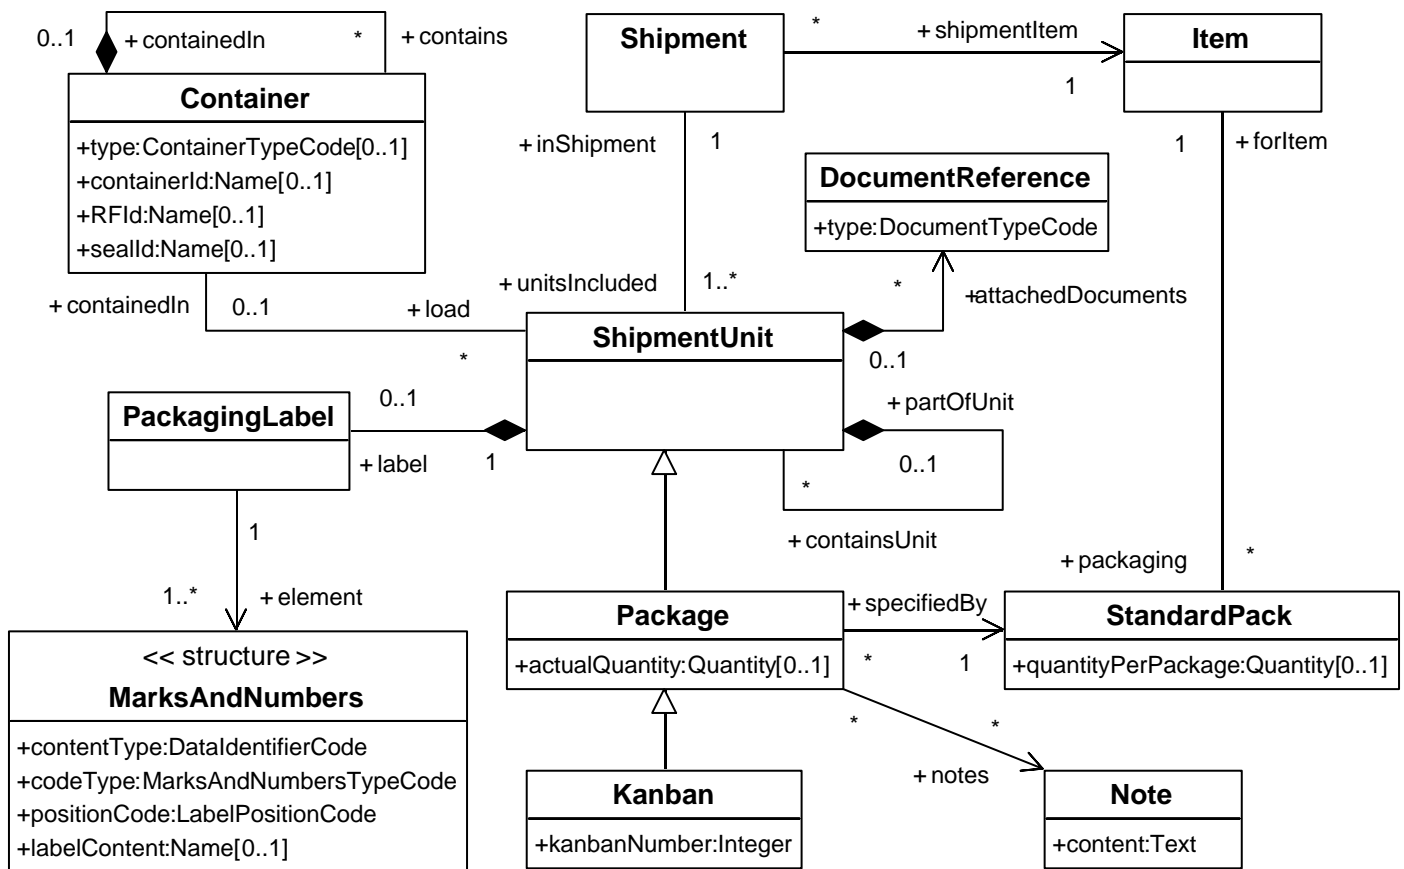 0..1
+ containedIn
*
+ contains
Shipment
*
+ shipmentItem
1
Item
Container
+type:ContainerTypeCode[0..1]
+containerId:Name[0..1]
+RFId:Name[0..1]
+sealId:Name[0..1]
+ inShipment
1
1
+ forItem
DocumentReference
+type:DocumentTypeCode
+ containedIn
0..1
+ load
*
+ unitsIncluded
1..*
*
+attachedDocuments
ShipmentUnit
0..1
PackagingLabel
0..1
+ label
1
+ partOfUnit
0..1
*
+ containsUnit
1
1..*
+ element
+ packaging
*
Package
+actualQuantity:Quantity[0..1]
+ specifiedBy
*
1
StandardPack
+quantityPerPackage:Quantity[0..1]
<< structure >>
MarksAndNumbers
+contentType:DataIdentifierCode
+codeType:MarksAndNumbersTypeCode
+positionCode:LabelPositionCode
+labelContent:Name[0..1]
*
*
+ notes
Kanban
+kanbanNumber:Integer
Note
+content:Text